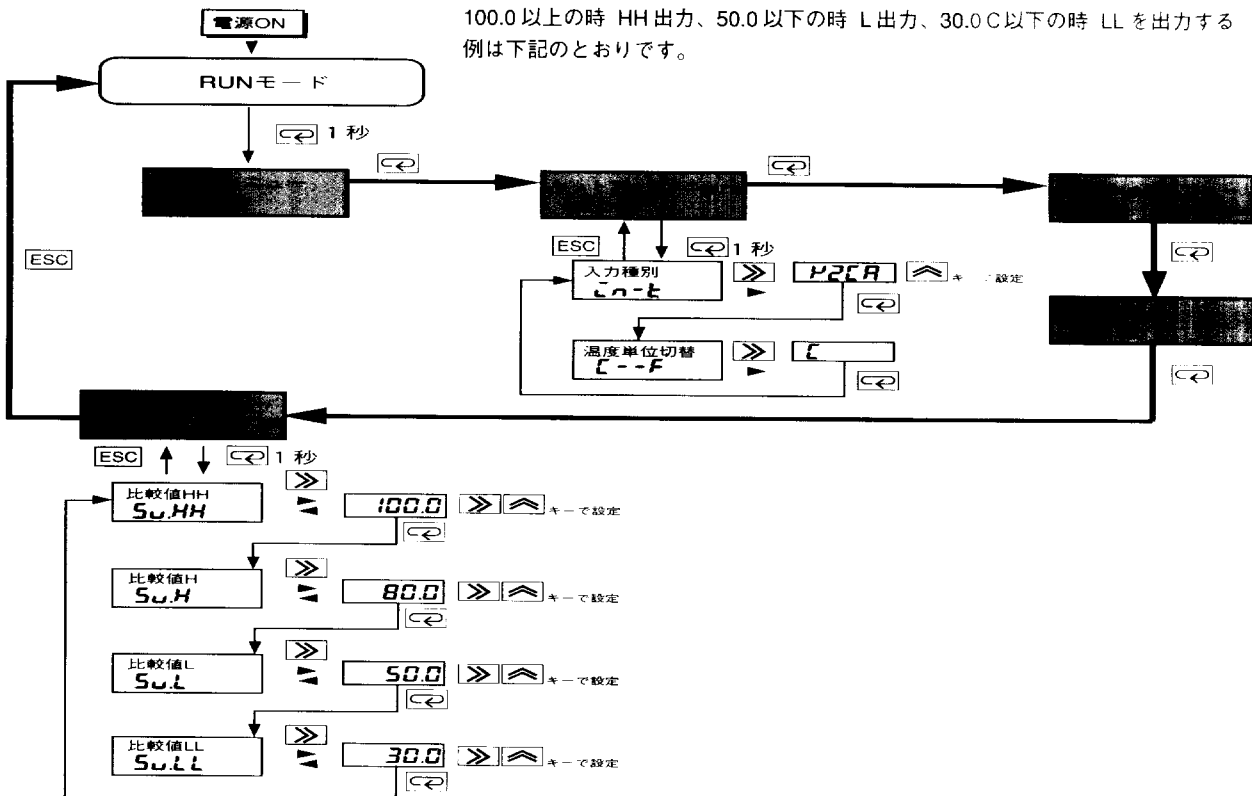 100.0 以上の時 HH 出力、50.0 以下の時 L 出力、30.0 C以下の時 LL を出力する
例は下記のとおりです。
電源ON
RUNモード
1 秒
ESC
ESC
1 秒
入力種別
in-t
K2CA
キー で設定
温度単位切替
C--F
C
ESC
1 秒
比較値HH
Su.HH
100.0
キーで設定
比較値H
Su.H
80.0
キーで設定
比較値L
Su.L
50.0
キーで設定
比較値LL
Su.LL
30.0
キーで設定